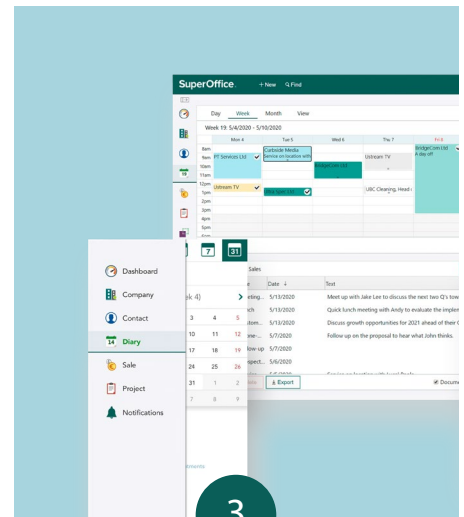 SuperOffice.
+New
Find
Day Week Month View
Week 19: 5/4/2020 - 5/10/2020
Mon 4 Tue 5 Wed 6 Thu 7 Fri 8
8am
9am
10am
11am
12pm
1pm
2pm
3pm
4pm
5pm
PT Services Ltd
Curbside Media
Service on location with
BridgeCom Ltd
Ustream TV
BridgeCom Ltd
A day off
Ustream TV
UBC Cleaning, Head
7 31
Sales
Date ↓ Text
5/13/2020 Meet up with Jake Lee to discuss the next two Q's
5/13/2020 Quick lunch meeting with Andy to evaluate the
5/13/2020 Discuss growth opportunities for 2021 ahead of their
5/7/2020 Follow up on the proposal to hear what John thinks.
5/7/2020
5/6/2020
Export
Dashboard
Company
Contact
14 Diary
Sale
Project
Notifications
3 4 5
10 11 12
17 18 19
24 25 26
31 1 2
7 8 9
3